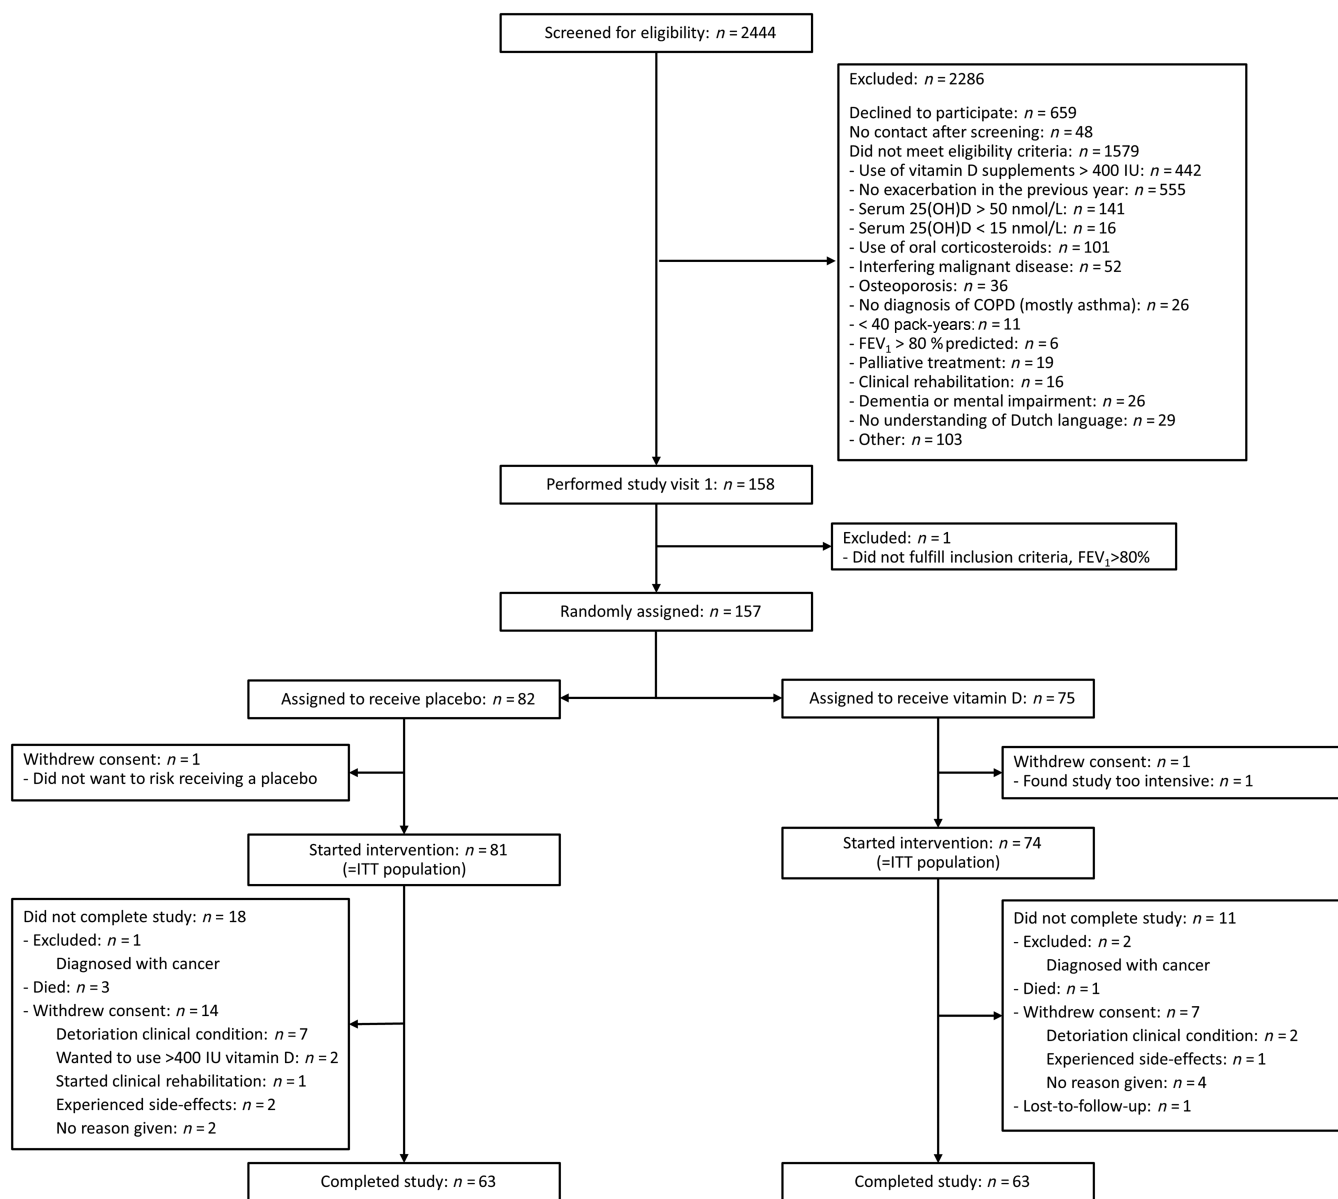 Screened for eligibility: n = 2444
Excluded: n = 2286
Declined to participate: n = 659
No contact after screening: n = 48
Did not meet eligibility criteria: n = 1579
- Use of vitamin D supplements > 400 IU: n = 442
- No exacerbation in the previous year: n = 555
- Serum 25(OH)D > 50 nmol/L: n = 141
- Serum 25(OH)D < 15 nmol/L: n = 16
- Use of oral corticosteroids: n = 101
- Interfering malignant disease: n = 52
- Osteoporosis: n = 36
- No diagnosis of COPD (mostly asthma): n = 26
- < 40 pack-years: n = 11
- FEV₁ > 80 % predicted: n = 6
- Palliative treatment: n = 19
- Clinical rehabilitation: n = 16
- Dementia or mental impairment: n = 26
- No understanding of Dutch language: n = 29
- Other: n = 103
Performed study visit 1: n = 158
Excluded: n = 1
- Did not fulfill inclusion criteria, FEV₁>80%
Randomly assigned: n = 157
Assigned to receive placebo: n = 82
Assigned to receive vitamin D: n = 75
Withdrew consent: n = 1
- Did not want to risk receiving a placebo
Withdrew consent: n = 1
- Found study too intensive: n = 1
Started intervention: n = 81
(=ITT population)
Started intervention: n = 74
(=ITT population)
Did not complete study: n = 18
- Excluded: n = 1
Diagnosed with cancer
- Died: n = 3
- Withdrew consent: n = 14
Detoriation clinical condition: n = 7
Wanted to use >400 IU vitamin D: n = 2
Started clinical rehabilitation: n = 1
Experienced side-effects: n = 2
No reason given: n = 2
Did not complete study: n = 11
- Excluded: n = 2
Diagnosed with cancer
- Died: n = 1
- Withdrew consent: n = 7
Detoriation clinical condition: n = 2
Experienced side-effects: n = 1
No reason given: n = 4
- Lost-to-follow-up: n = 1
Completed study: n = 63
Completed study: n = 63